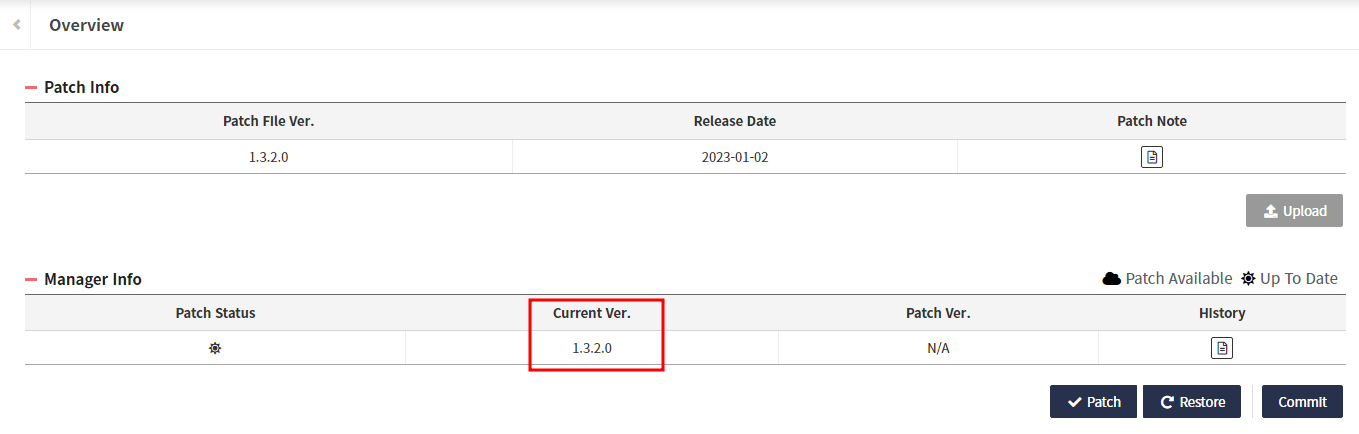 Overview
Patch Info
Patch File Ver. Release Date Patch Note
1.3.2.0 2023-01-02
Upload
Manager Info Patch Available Up To Date
Patch Status Current Ver. Patch Ver. History
1.3.2.0 N/A
Patch Restore Commit